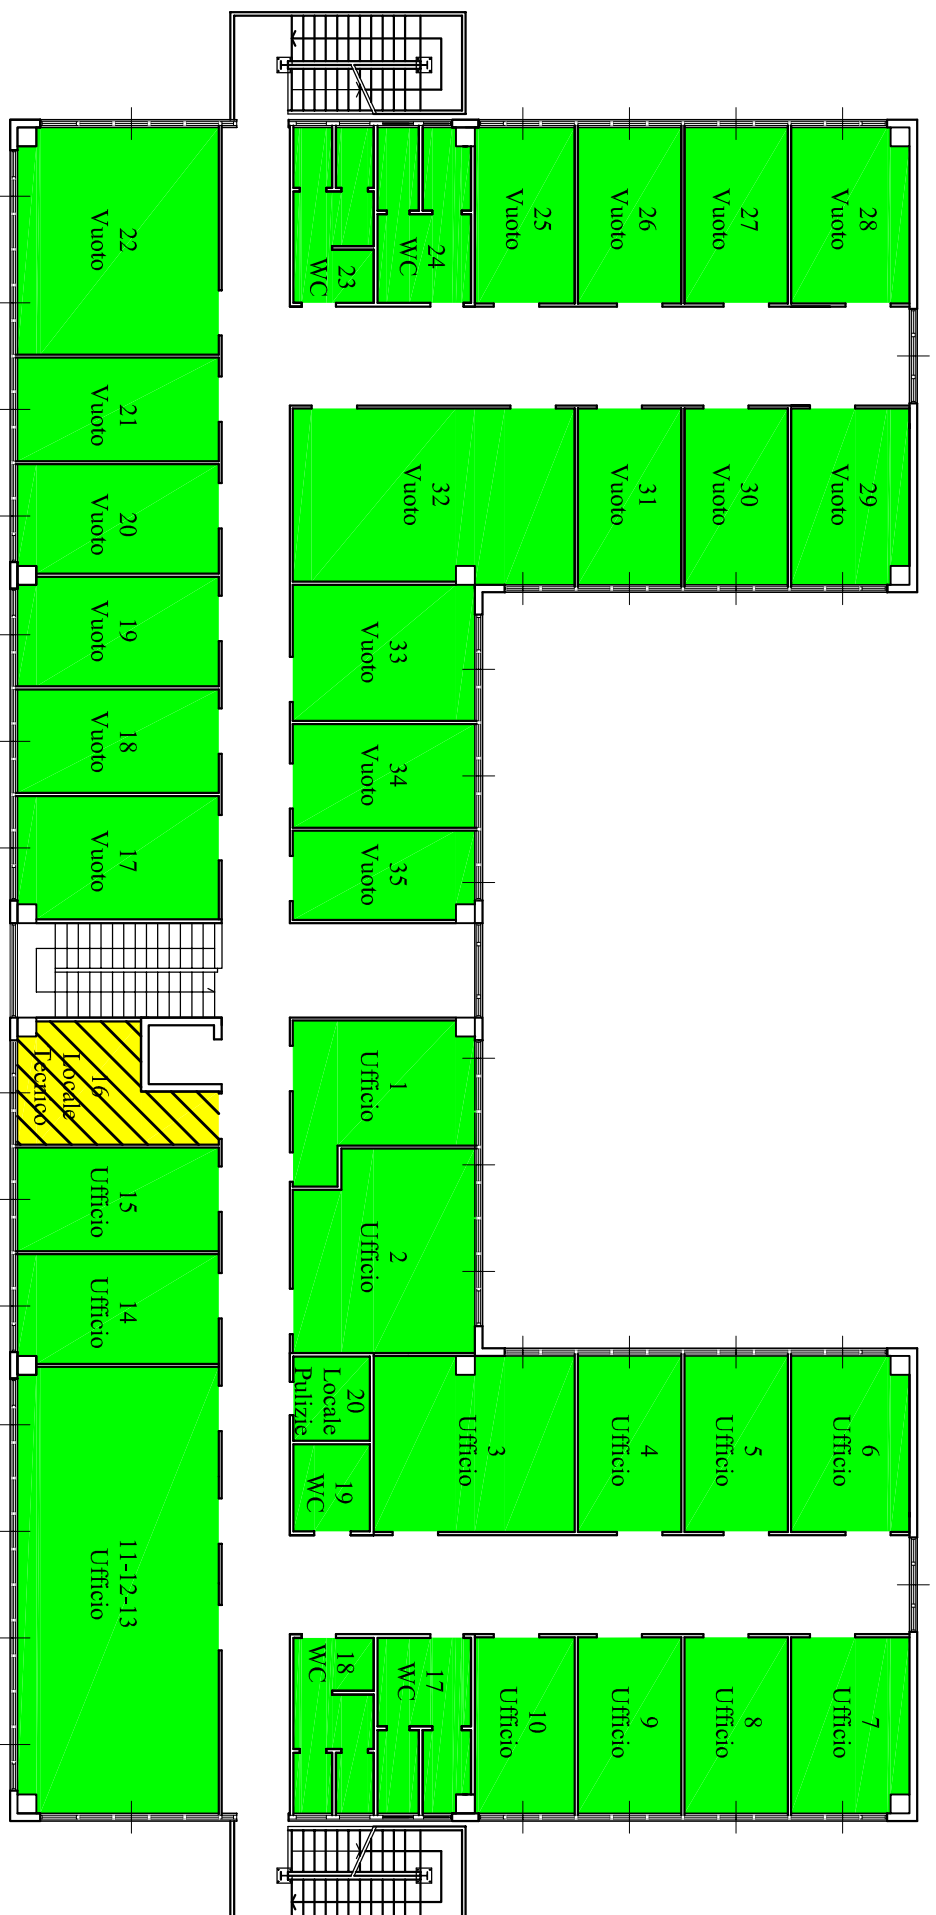 28
Vuoto
27
Vuoto
26
Vuoto
25
Vuoto
24
WC
23
WC
22
Vuoto
29
Vuoto
30
Vuoto
31
Vuoto
32
Vuoto
21
Vuoto
20
Vuoto
33
Vuoto
19
Vuoto
34
Vuoto
18
Vuoto
35
Vuoto
17
Vuoto
1
Ufficio
16
Locale
Tecnico
2
Ufficio
15
Ufficio
14
Ufficio
20
Locale
Pulizie
19
WC
3
Ufficio
4
Ufficio
5
Ufficio
6
Ufficio
11-12-13
Ufficio
18
WC
17
WC
10
Ufficio
9
Ufficio
8
Ufficio
7
Ufficio